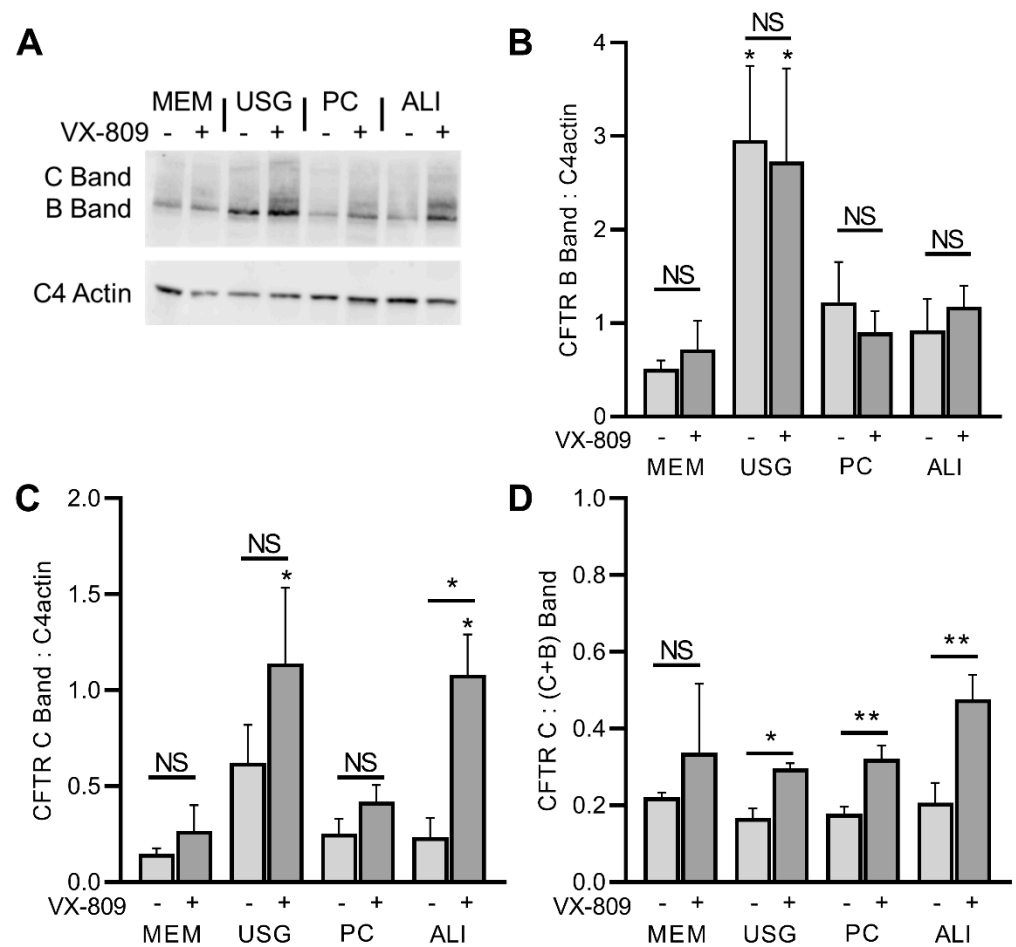 A
MEM | USG | PC | ALI
VX-809 - + - + - + - +
C Band
B Band
C4 Actin
B
CFTR B Band : C4actin
4
3
2
1
0
NS
* *
NS
NS
NS
VX-809 - + - + - + - +
MEM USG PC ALI
C
CFTR C Band : C4actin
2.0
1.5
1.0
0.5
0.0
NS
NS
*
NS
*
*
VX-809 - + - + - + - +
MEM USG PC ALI
D
CFTR C : (C+B) Band
1.0
0.8
0.6
0.4
0.2
0.0
NS
*
**
**
VX-809 - + - + - + - +
MEM USG PC ALI